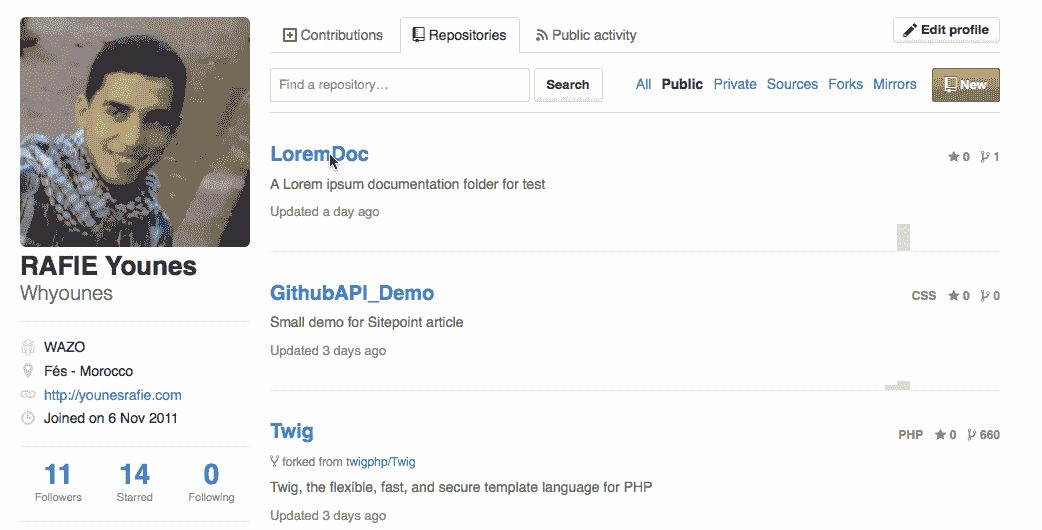 Contributions Repositories Public activity Edit profile
Find a repository… Search All Public Private Sources Forks Mirrors New
LoremDoc 0 1
A Lorem ipsum documentation folder for test
Updated a day ago
RAFIE Younes
Whyounes
WAZO
Fés - Morocco
http://younesrafie.com
Joined on 6 Nov 2011
11 14 0
Followers Starred Following
GithubAPI_Demo CSS 0 0
Small demo for Sitepoint article
Updated 3 days ago
Twig PHP 0 660
forked from twigphp/Twig
Twig, the flexible, fast, and secure template language for PHP
Updated 3 days ago